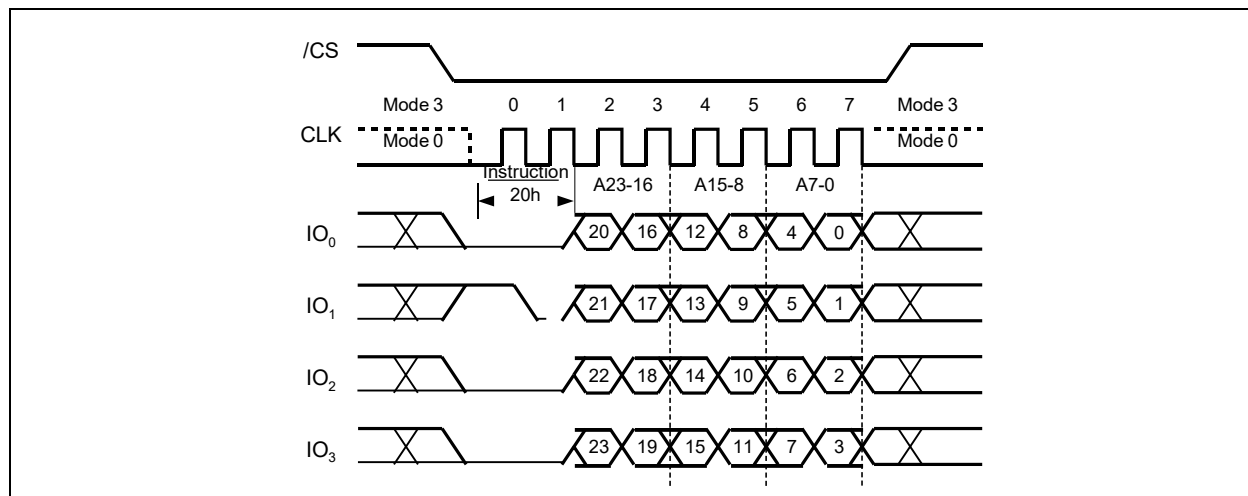 /CS
Mode 3 0 1 2 3 4 5 6 7 Mode 3
CLK
Mode 0 Mode 0
Instruction
20h A23-16 A15-8 A7-0
IO0 20 16 12 8 4 0
IO1 21 17 13 9 5 1
IO2 22 18 14 10 6 2
IO3 23 19 15 11 7 3